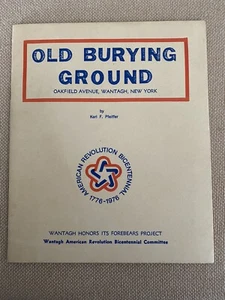 OLD BURYING
GROUND
OAKFIELD AVENUE, WANTAGH, NEW YORK
by
Karl F. Pfeiffer
AMERICAN REVOLUTION BICENTENNIAL
1776-1976
WANTAGH HONORS ITS FOREBEARS PROJECT
Wantagh American Revolution Bicentennial Committee